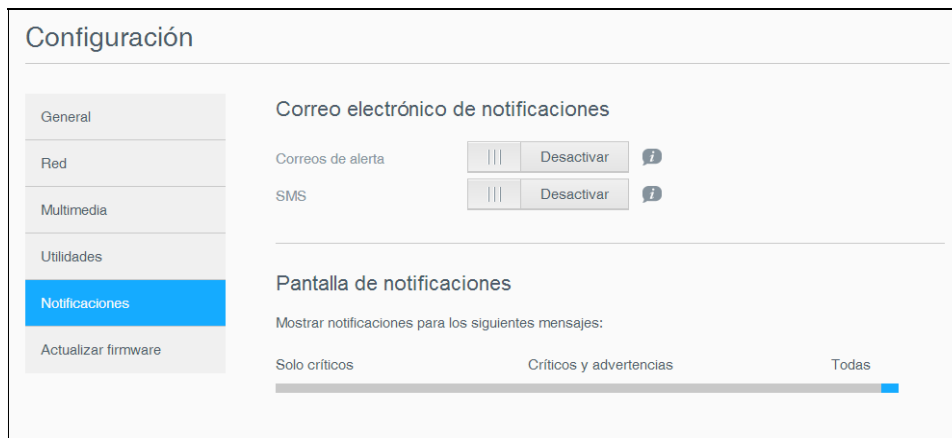 Configuración
General
Red
Multimedia
Utilidades
Notificaciones
Actualizar firmware
Correo electrónico de notificaciones
Correos de alerta Desactivar
SMS Desactivar
Pantalla de notificaciones
Mostrar notificaciones para los siguientes mensajes:
Solo críticos Críticos y advertencias Todas